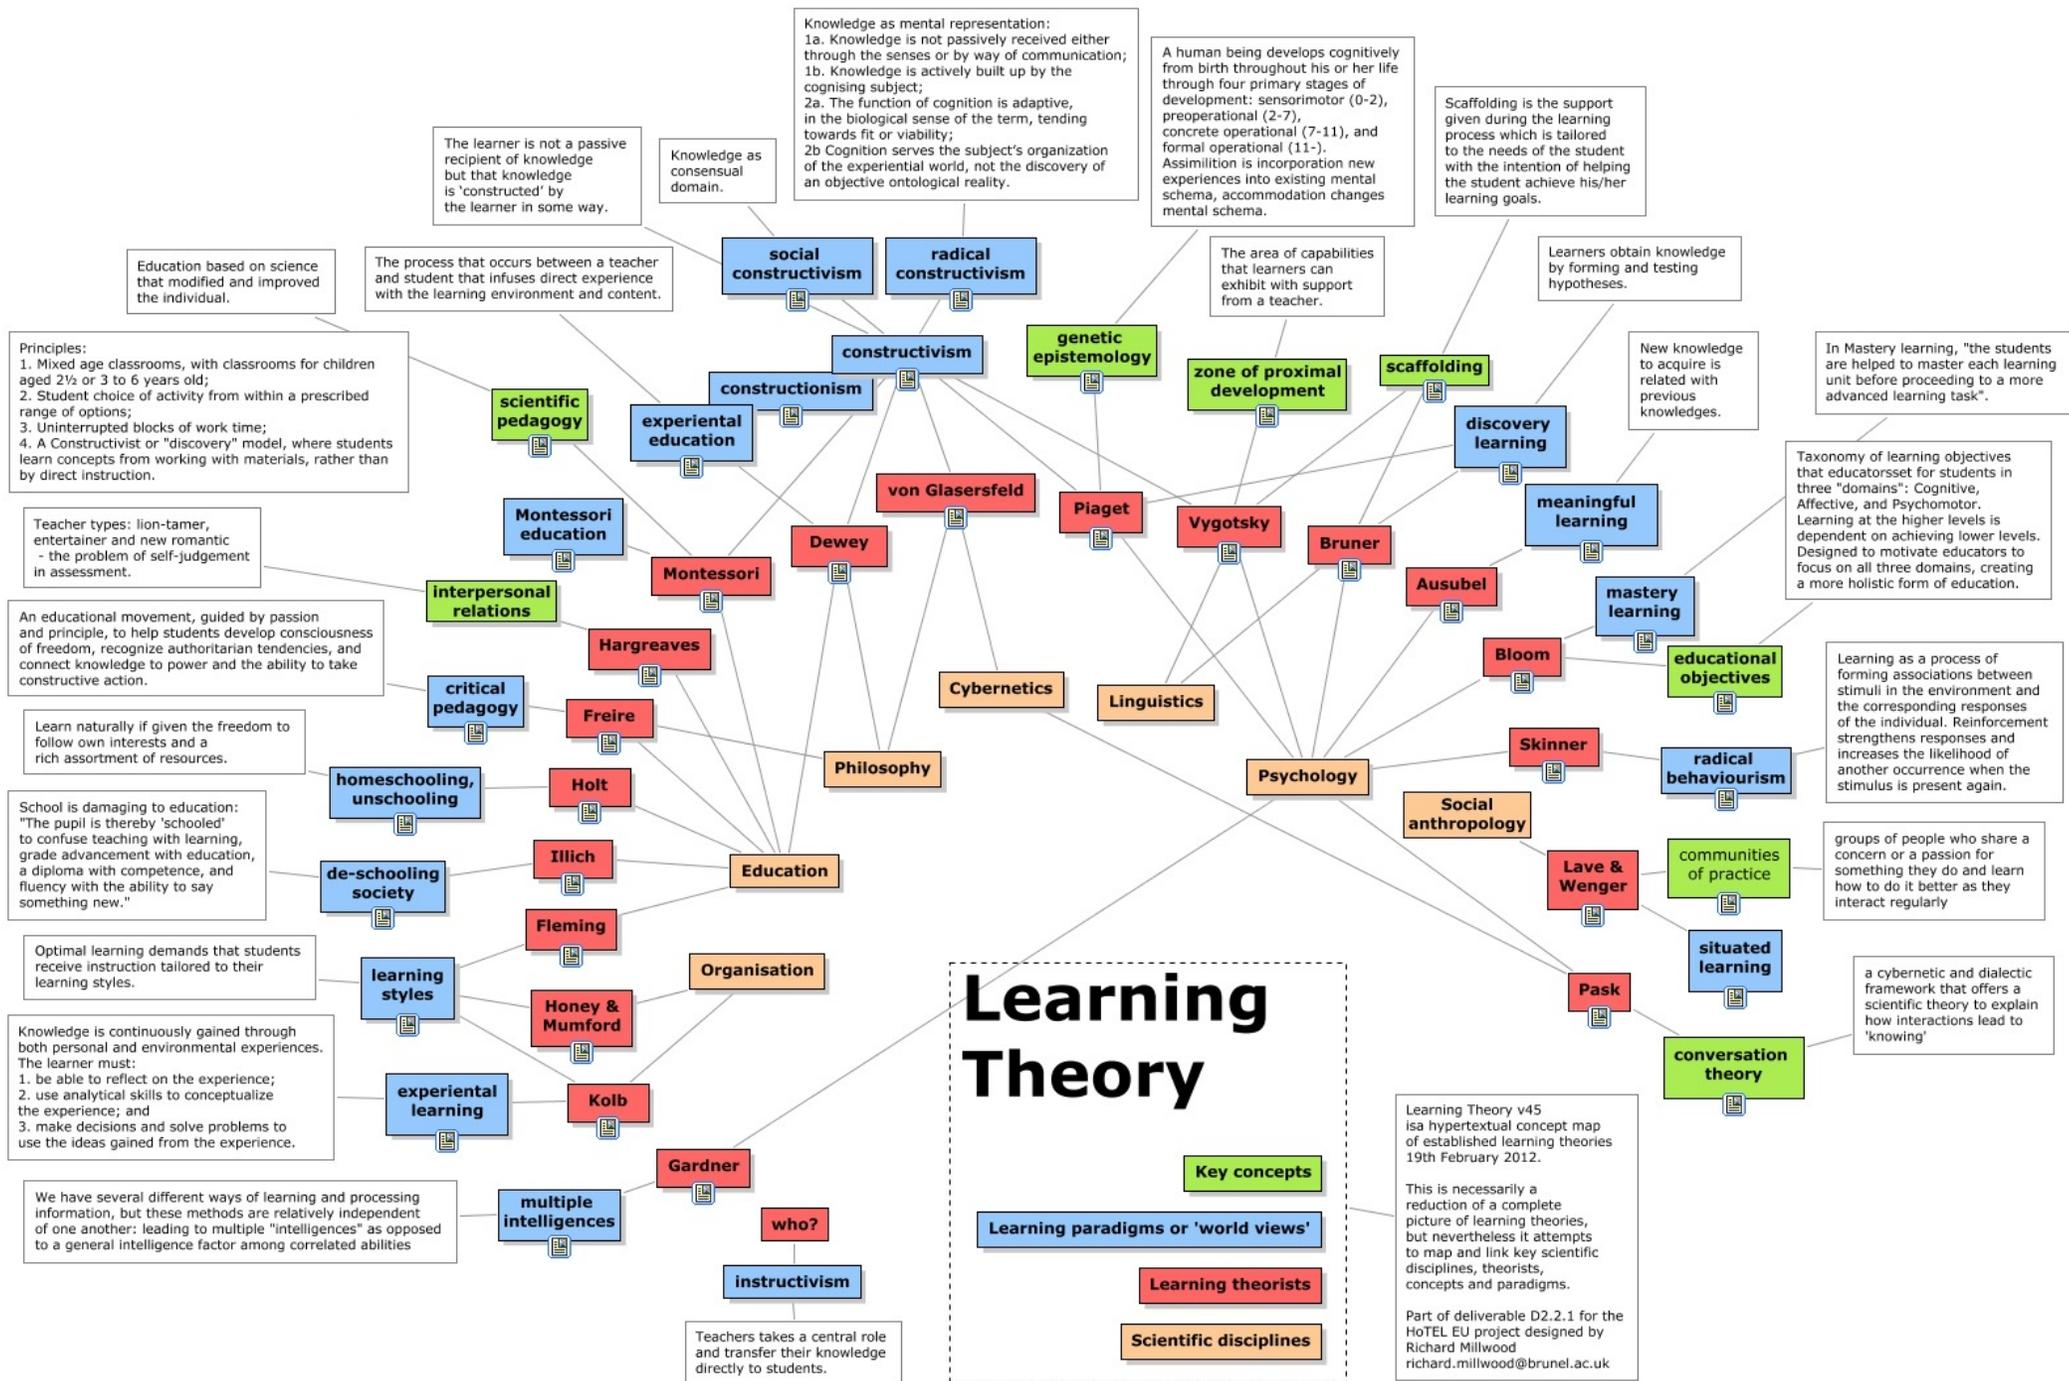 Knowledge as mental representation:
1a. Knowledge is not passively received either
through the senses or by way of communication;
1b. Knowledge is actively built up by the
cognising subject;
2a. The function of cognition is adaptive,
in the biological sense of the term, tending
towards fit or viability;
2b Cognition serves the subject's organization
of the experiential world, not the discovery of
an objective ontological reality.
A human being develops cognitively
from birth throughout his or her life
through four primary stages of
development: sensorimotor (0-2),
preoperational (2-7),
concrete operational (7-11), and
formal operational (11-).
Assimilition is incorporation new
experiences into existing mental
schema, accommodation changes
mental schema.
Scaffolding is the support
given during the learning
process which is tailored
to the needs of the student
with the intention of helping
the student achieve his/her
learning goals.
The learner is not a passive
recipient of knowledge
but that knowledge
is 'constructed' by
the learner in some way.
Knowledge as
consensual
domain.
Education based on science
that modified and improved
the individual.
The process that occurs between a teacher
and student that infuses direct experience
with the learning environment and content.
social
constructivism
radical
constructivism
The area of capabilities
that learners can
exhibit with support
from a teacher.
Learners obtain knowledge
by forming and testing
hypotheses.
Principles:
1. Mixed age classrooms, with classrooms for children
aged 2½ or 3 to 6 years old;
2. Student choice of activity from within a prescribed
range of options;
3. Uninterrupted blocks of work time;
4. A Constructivist or "discovery" model, where students
learn concepts from working with materials, rather than
by direct instruction.
constructivism
constructionism
genetic
epistemology
zone of proximal
development
scaffolding
New knowledge
to acquire is
related with
previous
knowledges.
In Mastery learning, "the students
are helped to master each learning
unit before proceeding to a more
advanced learning task".
scientific
pedagogy
experiental
education
discovery
learning
Taxonomy of learning objectives
that educatorsset for students in
three "domains": Cognitive,
Affective, and Psychomotor.
Learning at the higher levels is
dependent on achieving lower levels.
Designed to motivate educators to
focus on all three domains, creating
a more holistic form of education.
Teacher types: lion-tamer,
entertainer and new romantic
- the problem of self-judgement
in assessment.
Montessori
education
von Glasersfeld
Piaget
Vygotsky
meaningful
learning
Dewey
Bruner
Montessori
Ausubel
interpersonal
relations
mastery
learning
An educational movement, guided by passion
and principle, to help students develop consciousness
of freedom, recognize authoritarian tendencies, and
connect knowledge to power and the ability to take
constructive action.
Hargreaves
Bloom
educational
objectives
Learning as a process of
forming associations between
stimuli in the environment and
the corresponding responses
of the individual. Reinforcement
strengthens responses and
increases the likelihood of
another occurrence when the
stimulus is present again.
critical
pedagogy
Freire
Cybernetics
Linguistics
Learn naturally if given the freedom to
follow own interests and a
rich assortment of resources.
Philosophy
Psychology
Skinner
radical
behaviourism
homeschooling,
unschooling
Holt
Social
anthropology
School is damaging to education:
"The pupil is thereby 'schooled'
to confuse teaching with learning,
grade advancement with education,
a diploma with competence, and
fluency with the ability to say
something new."
de-schooling
society
Illich
Education
Lave &
Wenger
communities
of practice
groups of people who share a
concern or a passion for
something they do and learn
how to do it better as they
interact regularly
Fleming
Optimal learning demands that students
receive instruction tailored to their
learning styles.
learning
styles
Organisation
situated
learning
Honey &
Mumford
Pask
a cybernetic and dialectic
framework that offers a
scientific theory to explain
how interactions lead to
'knowing'
Knowledge is continuously gained through
both personal and environmental experiences.
The learner must:
1. be able to reflect on the experience;
2. use analytical skills to conceptualize
the experience; and
3. make decisions and solve problems to
use the ideas gained from the experience.
experiental
learning
Kolb
conversation
theory
Gardner
We have several different ways of learning and processing
information, but these methods are relatively independent
of one another: leading to multiple "intelligences" as opposed
to a general intelligence factor among correlated abilities
multiple
intelligences
who?
instructivism
Teachers takes a central role
and transfer their knowledge
directly to students.
Learning
Theory
Key concepts
Learning paradigms or 'world views'
Learning theorists
Scientific disciplines
Learning Theory v45
isa hypertextual concept map
of established learning theories
19th February 2012.
This is necessarily a
reduction of a complete
picture of learning theories,
but nevertheless it attempts
to map and link key scientific
disciplines, theorists,
concepts and paradigms.
Part of deliverable D2.2.1 for the
HoTEL EU project designed by
Richard Millwood
richard.millwood@brunel.ac.uk